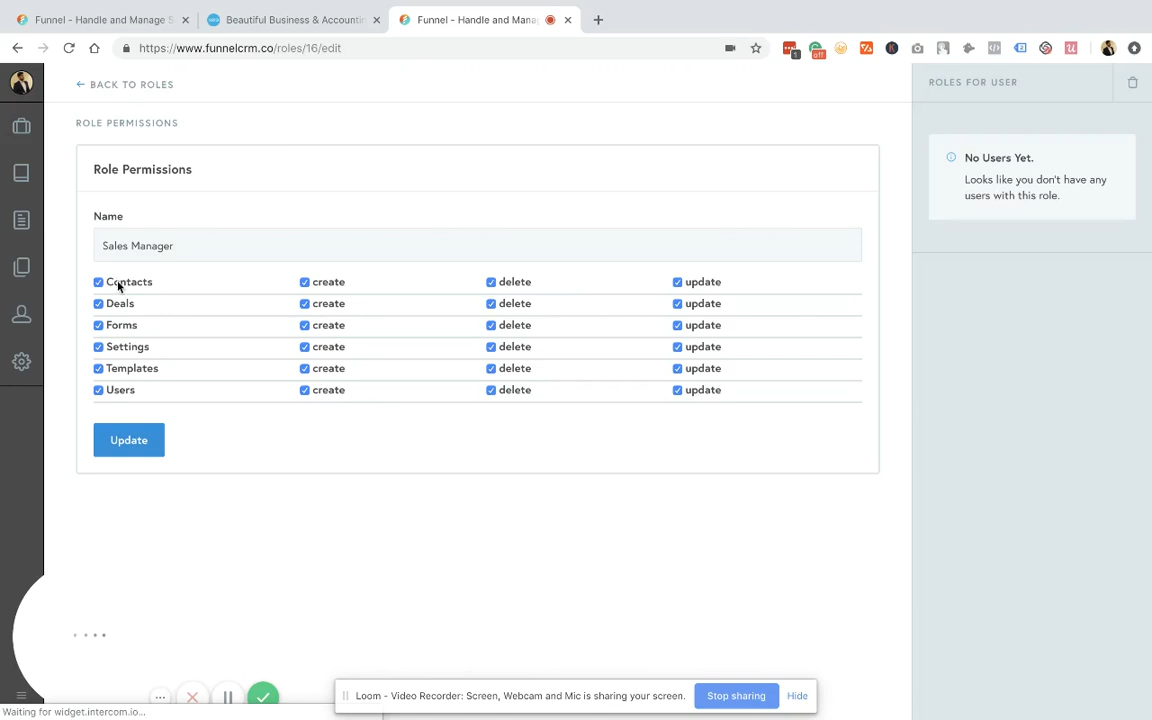 Funnel - Handle and Manage S
Beautiful Business & Accountin
Funnel - Handle and Mana
https://www.funnelcrm.co/roles/16/edit
1
off
← BACK TO ROLES
ROLES FOR USER
ROLE PERMISSIONS
Role Permissions
No Users Yet.
Looks like you don't have any
users with this role.
Name
Sales Manager
Contacts create delete update
Deals create delete update
Forms create delete update
Settings create delete update
Templates create delete update
Users create delete update
Update
Loom - Video Recorder: Screen, Webcam and Mic is sharing your screen. Stop sharing Hide
Waiting for widget.intercom.io...